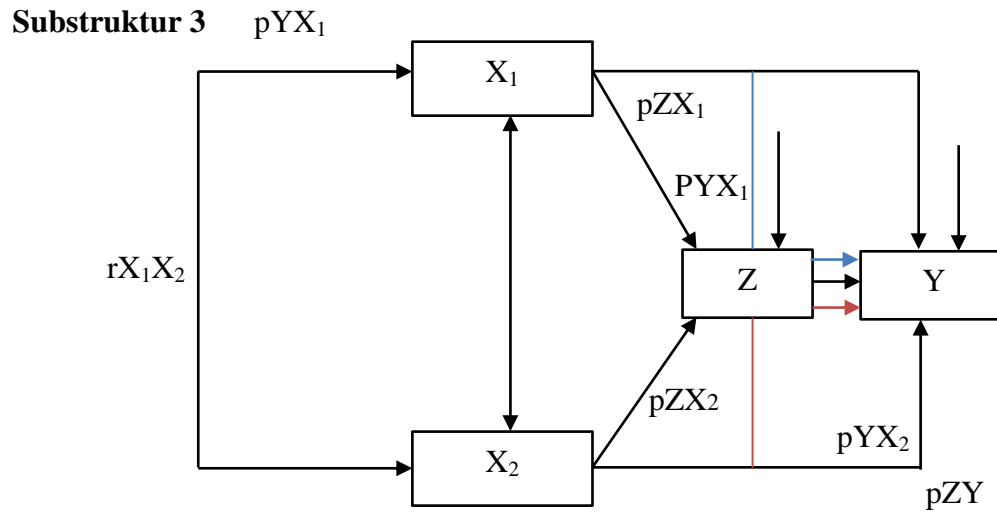 Substruktur 3 pYX₁
X₁
pZX₁
PYX₁
rX₁X₂
Z
Y
pZX₂
pYX₂
X₂
pZY